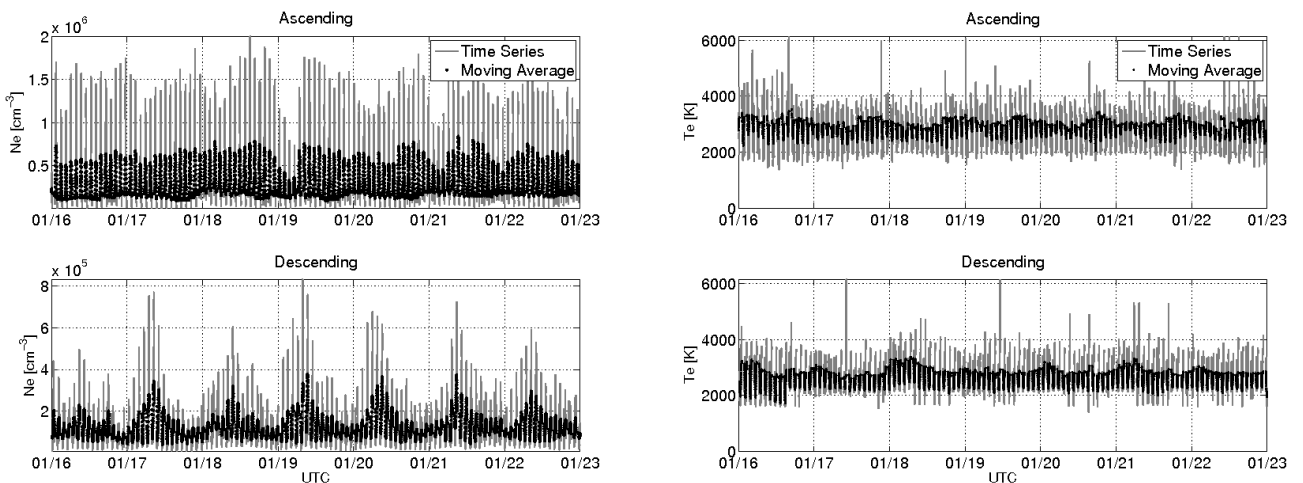 Ascending
x 10^6
Ne [cm^-3]
2
1.5
1
0.5
Time Series
Moving Average
01/16 01/17 01/18 01/19 01/20 01/21 01/22 01/23
Ascending
Te [K]
6000
4000
2000
0
Time Series
Moving Average
01/16 01/17 01/18 01/19 01/20 01/21 01/22 01/23
Descending
x 10^5
Ne [cm^-3]
8
6
4
2
01/16 01/17 01/18 01/19 01/20 01/21 01/22 01/23
UTC
Descending
Te [K]
6000
4000
2000
0
01/16 01/17 01/18 01/19 01/20 01/21 01/22 01/23
UTC